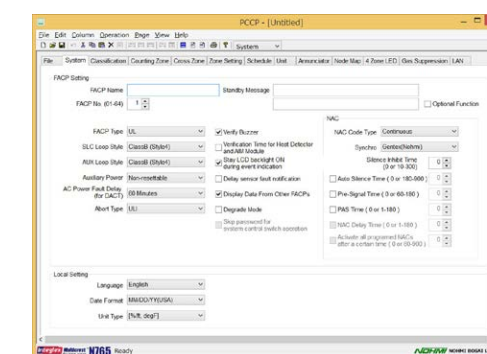 PCCP - [Untitled]
File Edit Column Operation Page View Help
System
File System Classification Counting Zone Cross Zone Zone Setting Schedule Unit Annunciator Node Map 4 Zone LED Gas Suppression LAN
FACP Setting
FACP Name
Standby Message
FACP No. (01-64) 1
Optional Function
NAC
FACP Type UL
Verify Buzzer
NAC Code Type Continuous
SLC Loop Style ClassB (Style4)
Verification Time for Heat Detector and AM Module
Synchro Gentex(Nohmi)
AUX Loop Style ClassB (Style4)
Stay LCD backlight ON during event indication
Silence Inhibit Time (0 or 10-300) 0
Auxiliary Power Non-resettable
Delay sensor fault notification
Auto Silence Time ( 0 or 180-900 ) 0
AC Power Fault Delay (for DACT) 60 Minutes
Display Data From Other FACPs
Pre-Signal Time ( 0 or 60-180 ) 0
Abort Type ULI
Degrade Mode
PAS Time ( 0 or 1-180 ) 0
Skip password for system control switch operation
NAC Delay Time ( 0 or 1-180 ) 0
Activate all programed NACs after a certain time ( 0 or 60-900 ) 0
Local Setting
Language English
Date Format MM/DD/YY(USA)
Unit Type [%/ft, degF]
N765 Ready
NOHMI NOHMI BOSAI